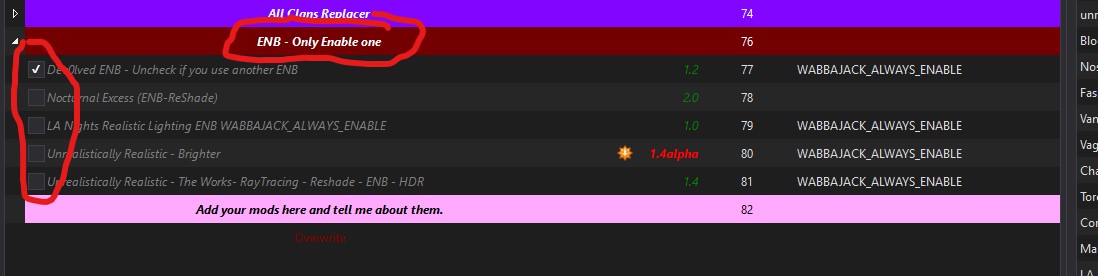 All Clans Replacer 74
ENB - Only Enable one 76
ENB - Uncheck if you use another ENB 1.2 77 WABBAJACK_ALWAYS_ENABLE
Nocturnal Excess (ENB-ReShade) 2.0 78
LA Nights Realistic Lighting ENB WABBAJACK_ALWAYS_ENABLE 1.0 79 WABBAJACK_ALWAYS_ENABLE
Unrealistically Realistic - Brighter 1.4alpha 80 WABBAJACK_ALWAYS_ENABLE
Unrealistically Realistic - The Works- RayTracing - Reshade - ENB - HDR 1.4 81 WABBAJACK_ALWAYS_ENABLE
Add your mods here and tell me about them. 82
Overwrite
unr
Blo
Nos
Fas
Van
Vag
Cha
Tor
Cor
Ma
LA